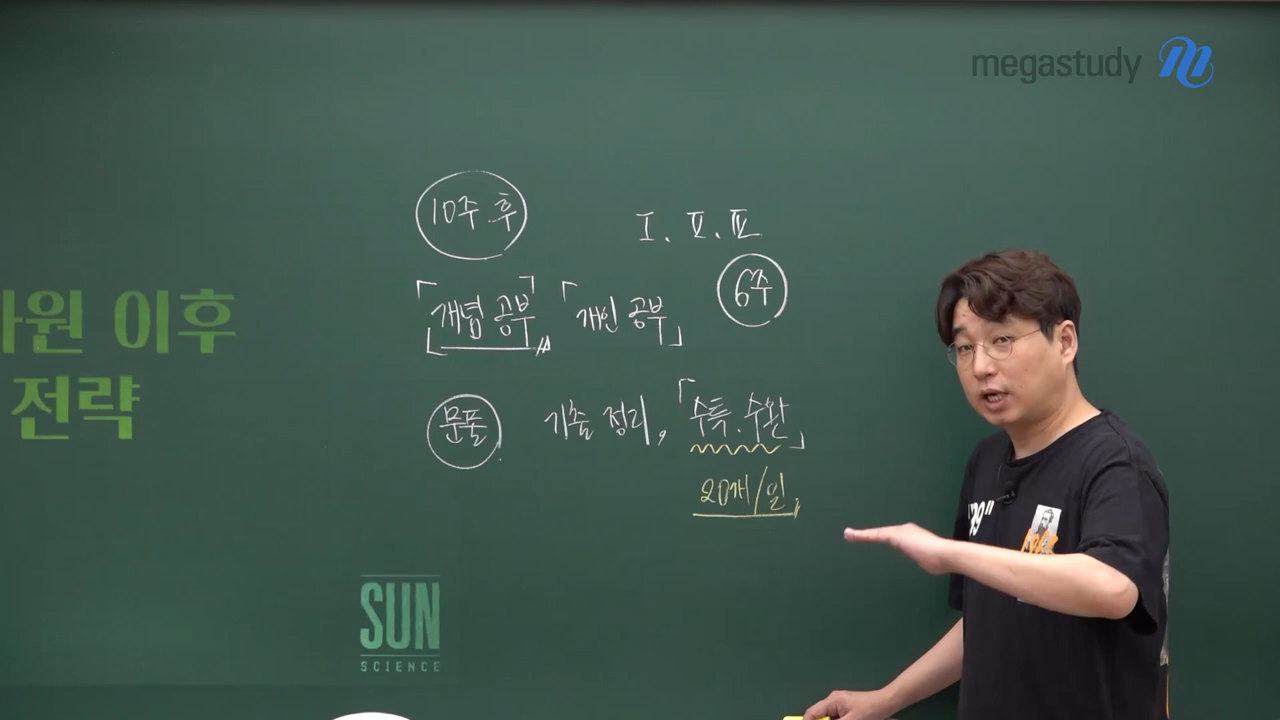 megastudy
10주 후
Ⅰ. Ⅱ. Ⅲ
6주
「개념 공부」 「개인 공부」
문풀 기출 정리, 「수특. 수완」
20개/일
이후
전략
SUN
SCIENCE